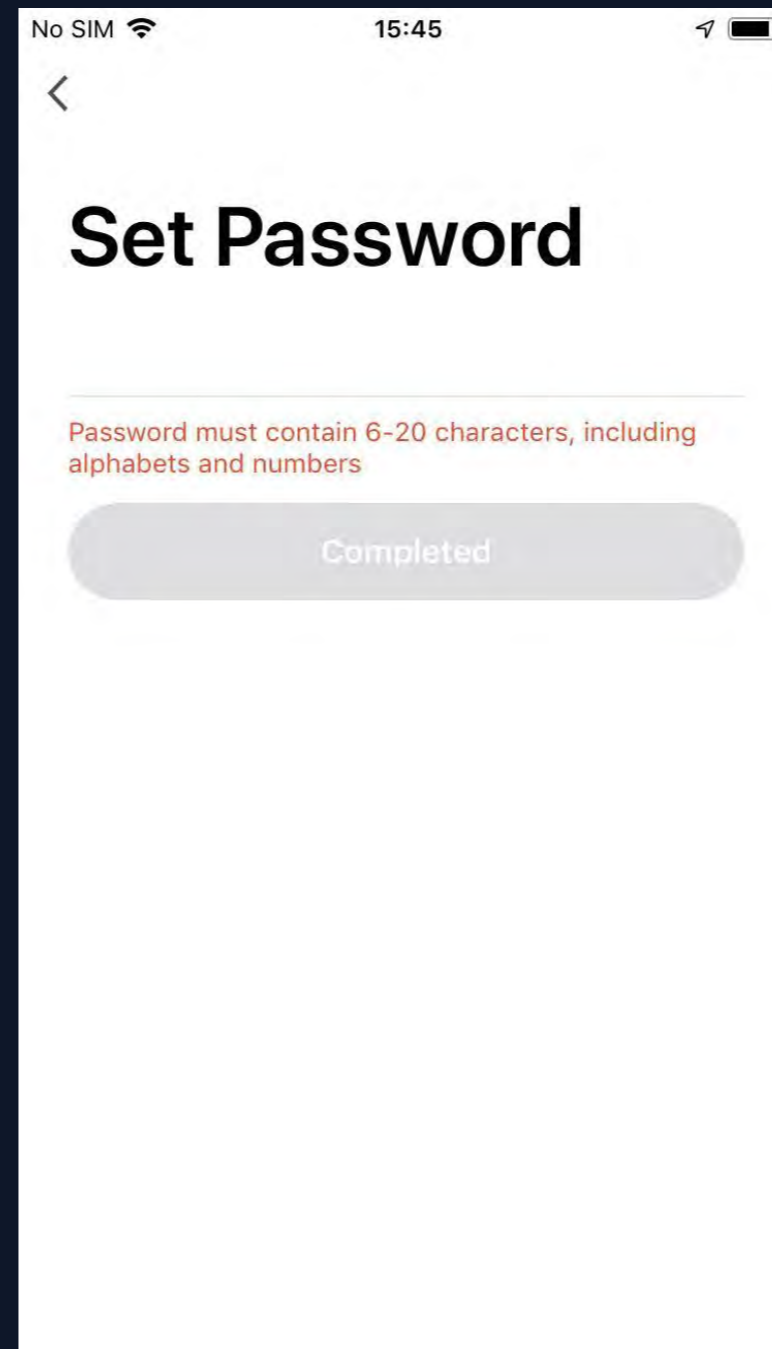 No SIM 15:45
Set Password
Password must contain 6-20 characters, including
alphabets and numbers
Completed